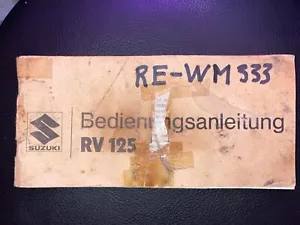 RE-WM 533
Bedienungsanleitung
SUZUKI
RV 125